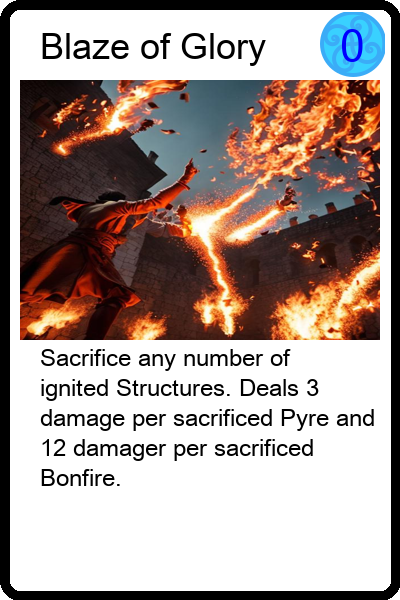 Blaze of Glory
0
Sacrifice any number of
ignited Structures. Deals 3
damage per sacrificed Pyre and
12 damager per sacrificed
Bonfire.